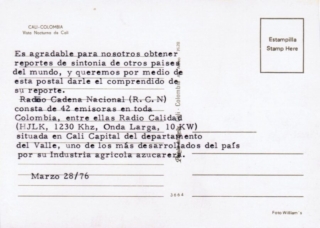 CALI-COLOMBIA
Vista Nocturna de Cali
Estampilla
Stamp Here
Es agradable para nosotros obtener
reportes de sintonia de otros paises
del mundo, y queremos por medio de
esta postal darle el comprendido de
su reporte.
Radio Cadena Nacional (R.C.N)
consta de 42 emisoras en toda
Colombia, entre ellas Radio Calidad
(HJLK, 1230 Khz, Onda Larga, 10 KW)
situada en Cali Capital del departamento
del Valle, uno de los más desarrollados del país
por su Industria agrícola azucarera.
Marzo 28/76
Foto William's